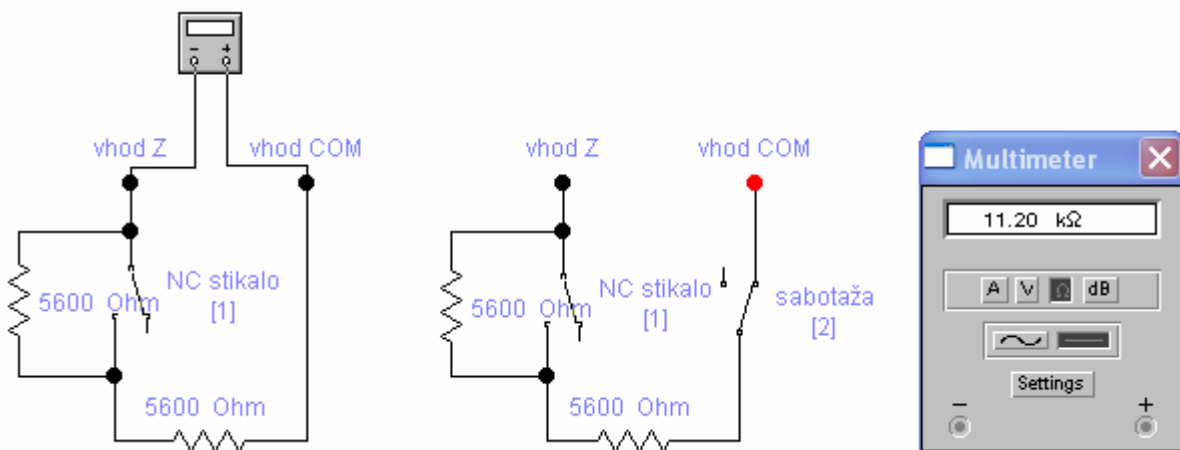 − +
vhod Z
vhod COM
5600 Ohm
NC stikalo
[1]
5600 Ohm
vhod Z
vhod COM
5600 Ohm
NC stikalo
[1]
sabotaža
[2]
5600 Ohm
Multimeter
11.20 kΩ
A V Ω dB
Settings
− +